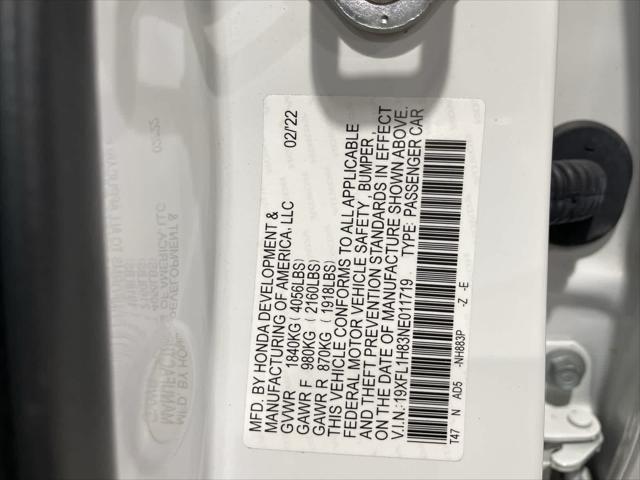 MFD. BY HONDA DEVELOPMENT &
MANUFACTURING OF AMERICA, LLC 02/'22
GVWR 1840KG ( 4056LBS)
GAWR F 980KG ( 2160LBS)
GAWR R 870KG ( 1918LBS)
THIS VEHICLE CONFORMS TO ALL APPLICABLE
FEDERAL MOTOR VEHICLE SAFETY, BUMPER,
AND THEFT PREVENTION STANDARDS IN EFFECT
ON THE DATE OF MANUFACTURE SHOWN ABOVE.
V.I.N.: 19XFL1H83NE011719 TYPE: PASSENGER CAR
T47 N AD5 -NH883P -Z -E